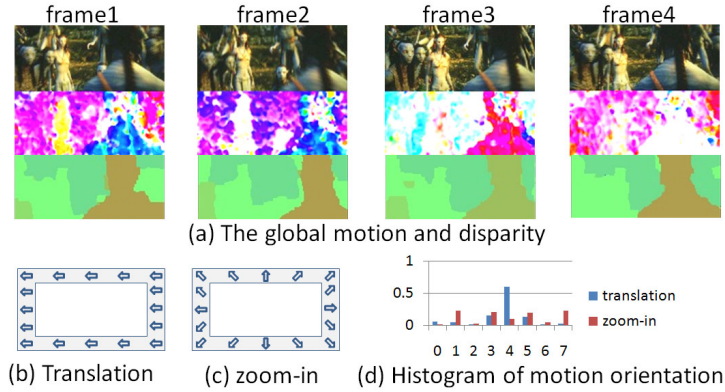 frame1 frame2 frame3 frame4
(a) The global motion and disparity
1
0.5
0
0 1 2 3 4 5 6 7
translation
zoom-in
(b) Translation (c) zoom-in (d) Histogram of motion orientation